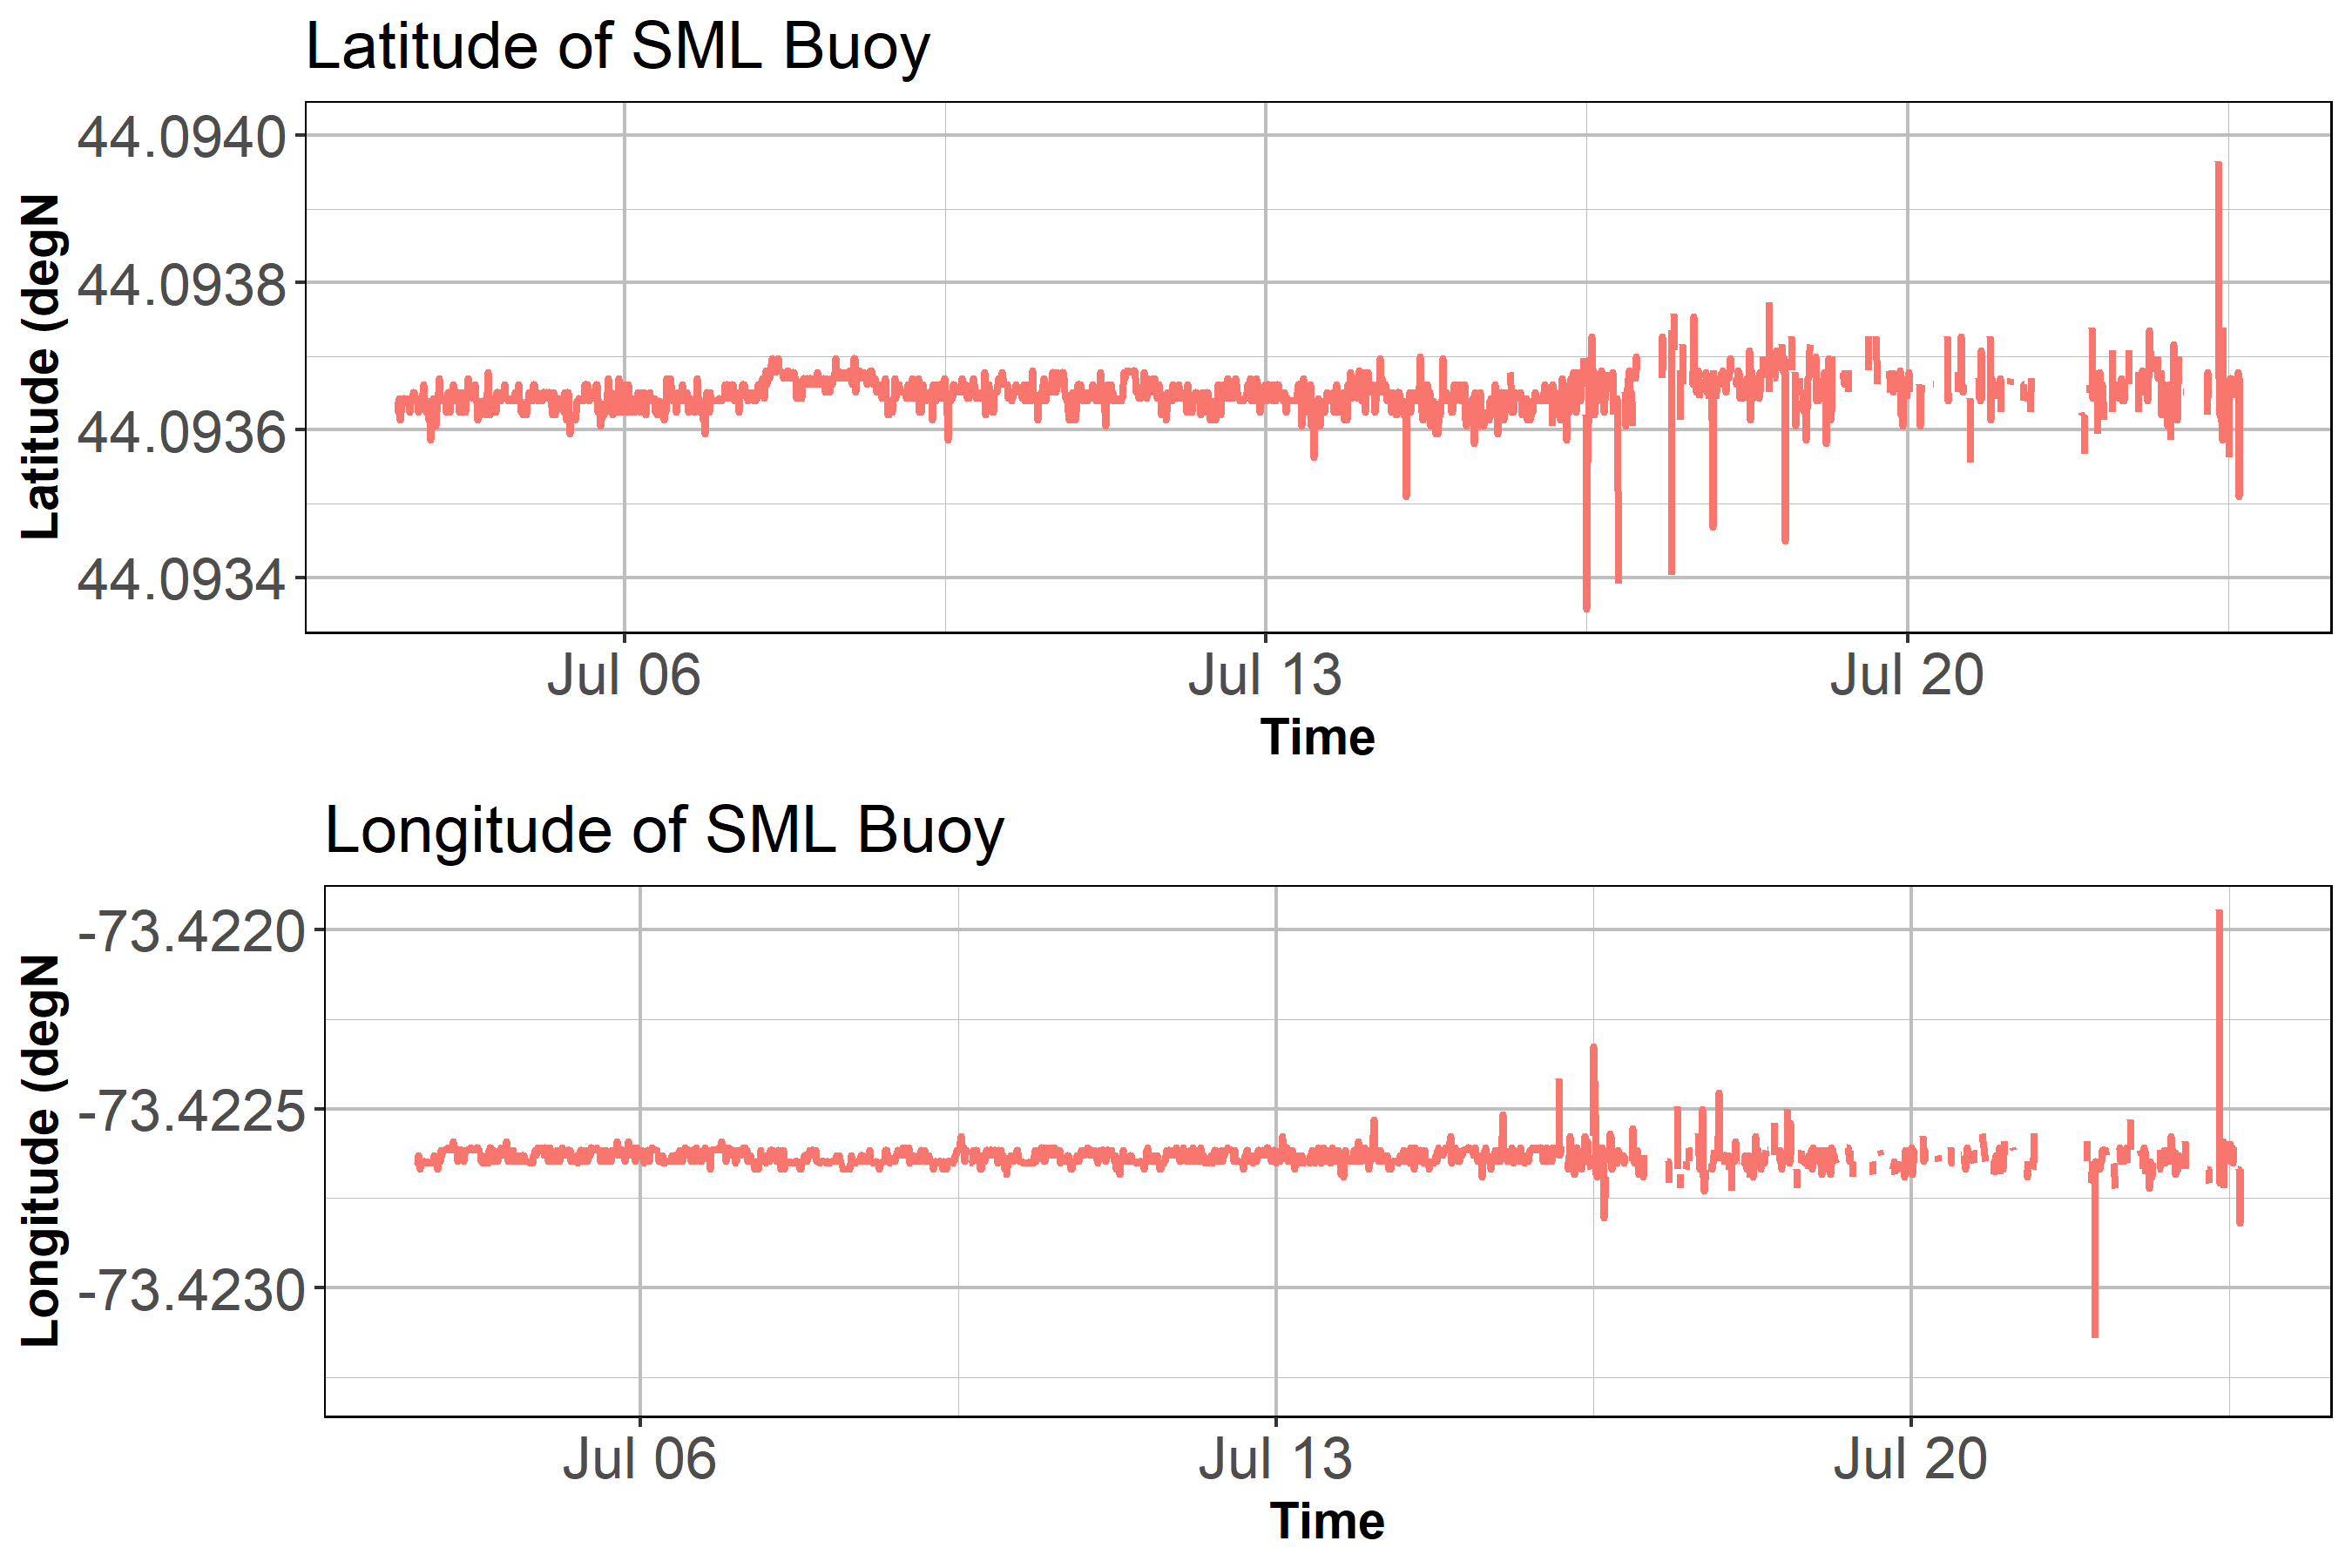 Latitude of SML Buoy
Latitude (degN
44.0940
44.0938
44.0936
44.0934
Jul 06 Jul 13 Jul 20
Time
Longitude of SML Buoy
Longitude (degN
-73.4220
-73.4225
-73.4230
Jul 06 Jul 13 Jul 20
Time